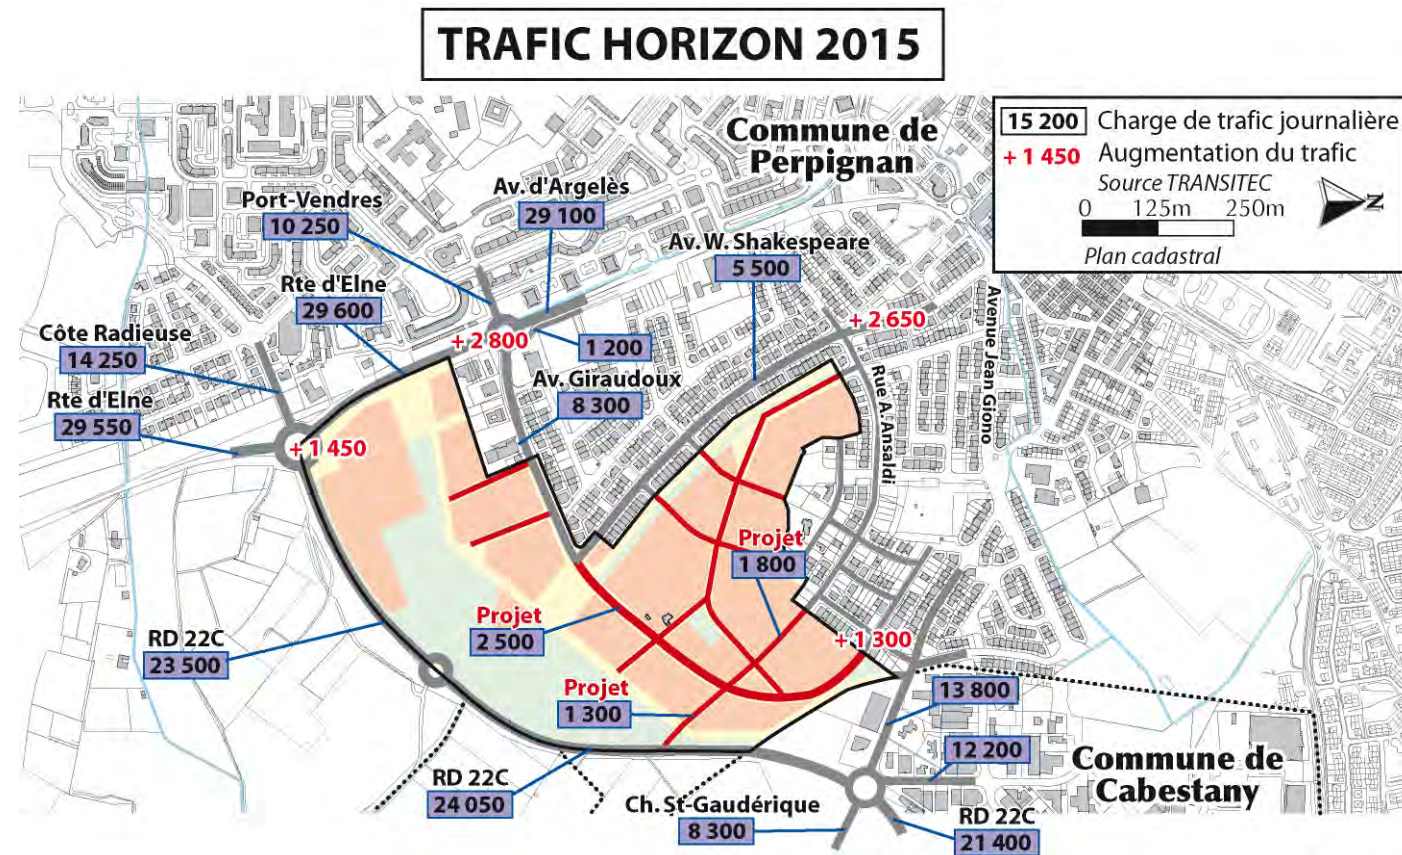 TRAFIC HORIZON 2015
15 200 Charge de trafic journalière
+ 1 450 Augmentation du trafic
Source TRANSITEC
0 125m 250m
N
Plan cadastral
Commune de
Perpignan
Port-Vendres
10 250
Av. d'Argelès
29 100
Av. W. Shakespeare
5 500
Rte d'Elne
29 600
Côte Radieuse
14 250
Rte d'Elne
29 550
+ 2 800
1 200
+ 2 650
Av. Giraudoux
8 300
+ 1 450
Rue A. Ansaldi
Avenue Jean Giono
Projet
1 800
Projet
2 500
+ 1 300
RD 22C
23 500
Projet
1 300
13 800
12 200
Commune de
Cabestany
RD 22C
24 050
Ch. St-Gaudérique
8 300
RD 22C
21 400